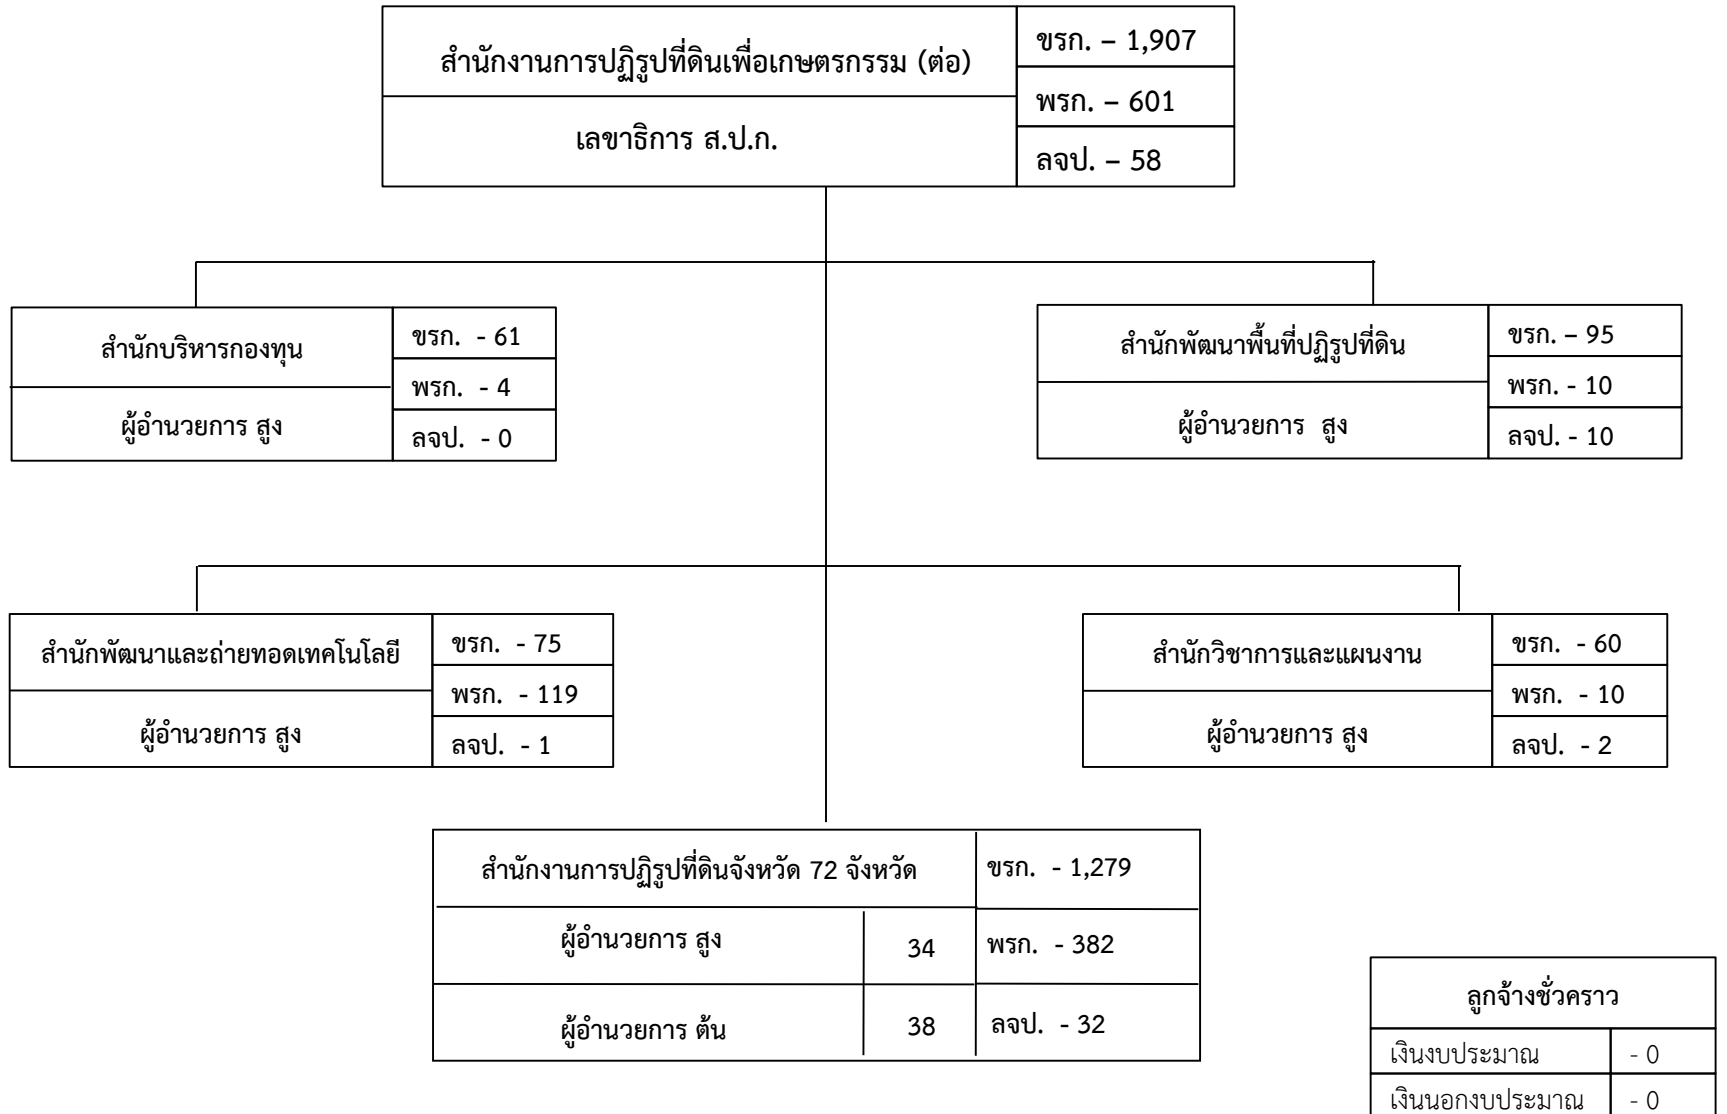 สำนักงานการปฏิรูปที่ดินเพื่อเกษตรกรรม (ต่อ)
เลขาธิการ ส.ป.ก.
ขรก. – 1,907
พรก. – 601
ลจป. – 58
สำนักบริหารกองทุน
ผู้อำนวยการ สูง
ขรก. - 61
พรก. - 4
ลจป. - 0
สำนักพัฒนาพื้นที่ปฏิรูปที่ดิน
ผู้อำนวยการ สูง
ขรก. – 95
พรก. - 10
ลจป. - 10
สำนักพัฒนาและถ่ายทอดเทคโนโลยี
ผู้อำนวยการ สูง
ขรก. - 75
พรก. - 119
ลจป. - 1
สำนักวิชาการและแผนงาน
ผู้อำนวยการ สูง
ขรก. - 60
พรก. - 10
ลจป. - 2
สำนักงานการปฏิรูปที่ดินจังหวัด 72 จังหวัด
ผู้อำนวยการ สูง 34
ผู้อำนวยการ ต้น 38
ขรก. - 1,279
พรก. - 382
ลจป. - 32
ลูกจ้างชั่วคราว
เงินงบประมาณ - 0
เงินนอกงบประมาณ - 0